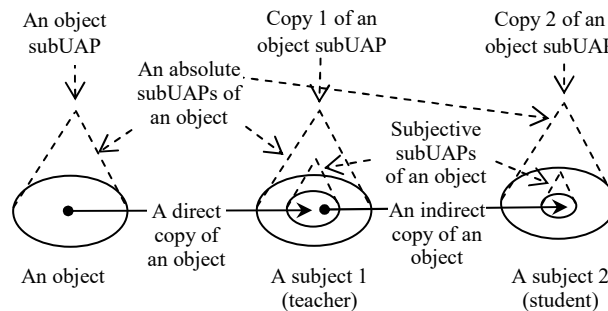 An object
subUAP
Copy 1 of an
object subUAP
Copy 2 of an
object subUAP
An absolute
subUAPs of
an object
Subjective
subUAPs
of an object
A direct
copy of
an object
An indirect
copy of an
object
An object
A subject 1
(teacher)
A subject 2
(student)